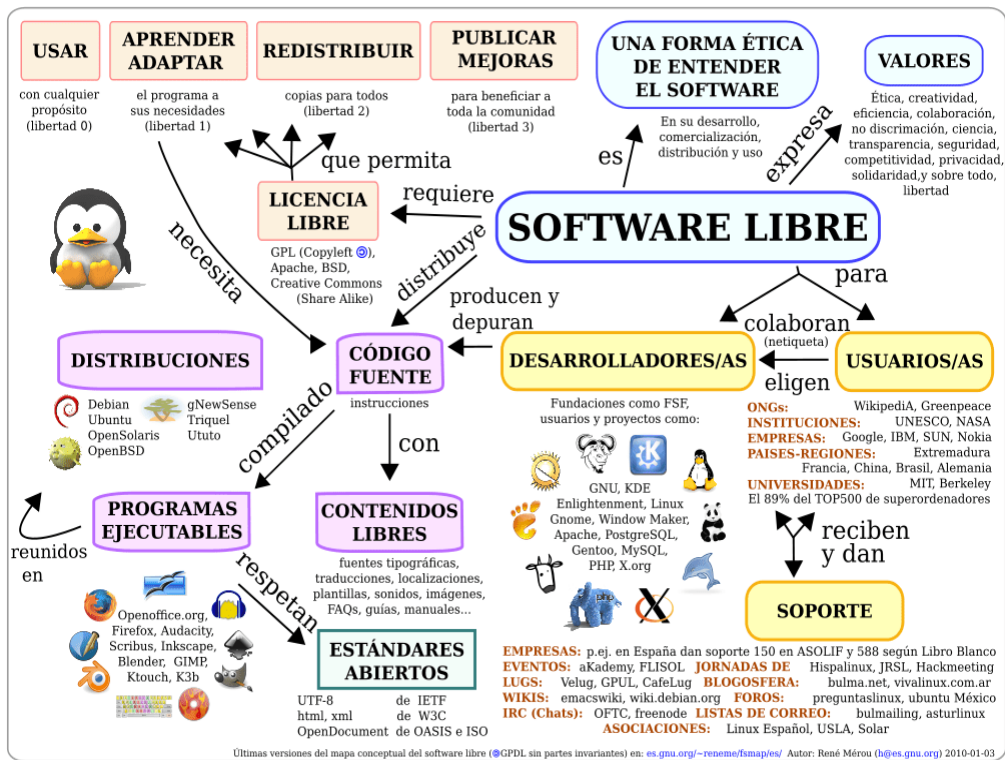 USAR
con cualquier
propósito
(libertad 0)
APRENDER
ADAPTAR
el programa a
sus necesidades
(libertad 1)
REDISTRIBUIR
copias para todos
(libertad 2)
PUBLICAR
MEJORAS
para beneficiar a
toda la comunidad
(libertad 3)
UNA FORMA ÉTICA
DE ENTENDER
EL SOFTWARE
En su desarrollo,
comercialización,
distribución y uso
VALORES
Ética, creatividad,
eficiencia, colaboración,
no discrimación, ciencia,
transparencia, seguridad,
competitividad, privacidad,
solidaridad,y sobre todo,
libertad
que permita
es
expresa
LICENCIA
LIBRE
requiere
GPL (Copyleft),
Apache, BSD,
Creative Commons
(Share Alike)
SOFTWARE LIBRE
necesita
distribuye
para
producen y
depuran
colaboran
(netiqueta)
eligen
DISTRIBUCIONES
Debian
Ubuntu
OpenSolaris
OpenBSD
gNewSense
Triquel
Ututo
CÓDIGO
FUENTE
instrucciones
DESARROLLADORES/AS
Fundaciones como FSF,
usuarios y proyectos como:
GNU, KDE
Enlightenment, Linux
Gnome, Window Maker,
Apache, PostgreSQL,
Gentoo, MySQL,
PHP, X.org
php
USUARIOS/AS
ONGs: WikipediA, Greenpeace
INSTITUCIONES: UNESCO, NASA
EMPRESAS: Google, IBM, SUN, Nokia
PAISES-REGIONES: Extremadura
Francia, China, Brasil, Alemania
UNIVERSIDADES: MIT, Berkeley
El 89% del TOP500 de superordenadores
compilado
con
reciben
y dan
PROGRAMAS
EJECUTABLES
reunidos
en
respetan
CONTENIDOS
LIBRES
fuentes tipográficas,
traducciones, localizaciones,
plantillas, sonidos, imágenes,
FAQs, guías, manuales...
Openoffice.org,
Firefox, Audacity,
Scribus, Inkscape,
Blender, GIMP,
Ktouch, K3b
ESTÁNDARES
ABIERTOS
UTF-8 de IETF
html, xml de W3C
OpenDocument de OASIS e ISO
SOPORTE
EMPRESAS: p.ej. en España dan soporte 150 en ASOLIF y 588 según Libro Blanco
EVENTOS: aKademy, FLISOL JORNADAS DE Hispalinux, JRSL, Hackmeeting
LUGS: Velug, GPUL, CafeLug BLOGOSFERA: bulma.net, vivalinux.com.ar
WIKIS: emacswiki, wiki.debian.org FOROS: preguntaslinux, ubuntu México
IRC (Chats): OFTC, freenode LISTAS DE CORREO: bulmailing, asturlinux
ASOCIACIONES: Linux Español, USLA, Solar
Últimas versiones del mapa conceptual del software libre (GPDL sin partes invariantes) en: es.gnu.org/~reneme/fsmap/es/ Autor: René Mérou (h@es.gnu.org) 2010-01-03